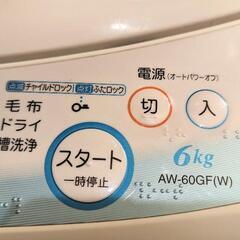 チャイルドロック ふたロック
電源(オートパワーオフ)
毛布
ドライ
槽洗浄
切
入
スタート
一時停止
6kg
AW-60GF(W)